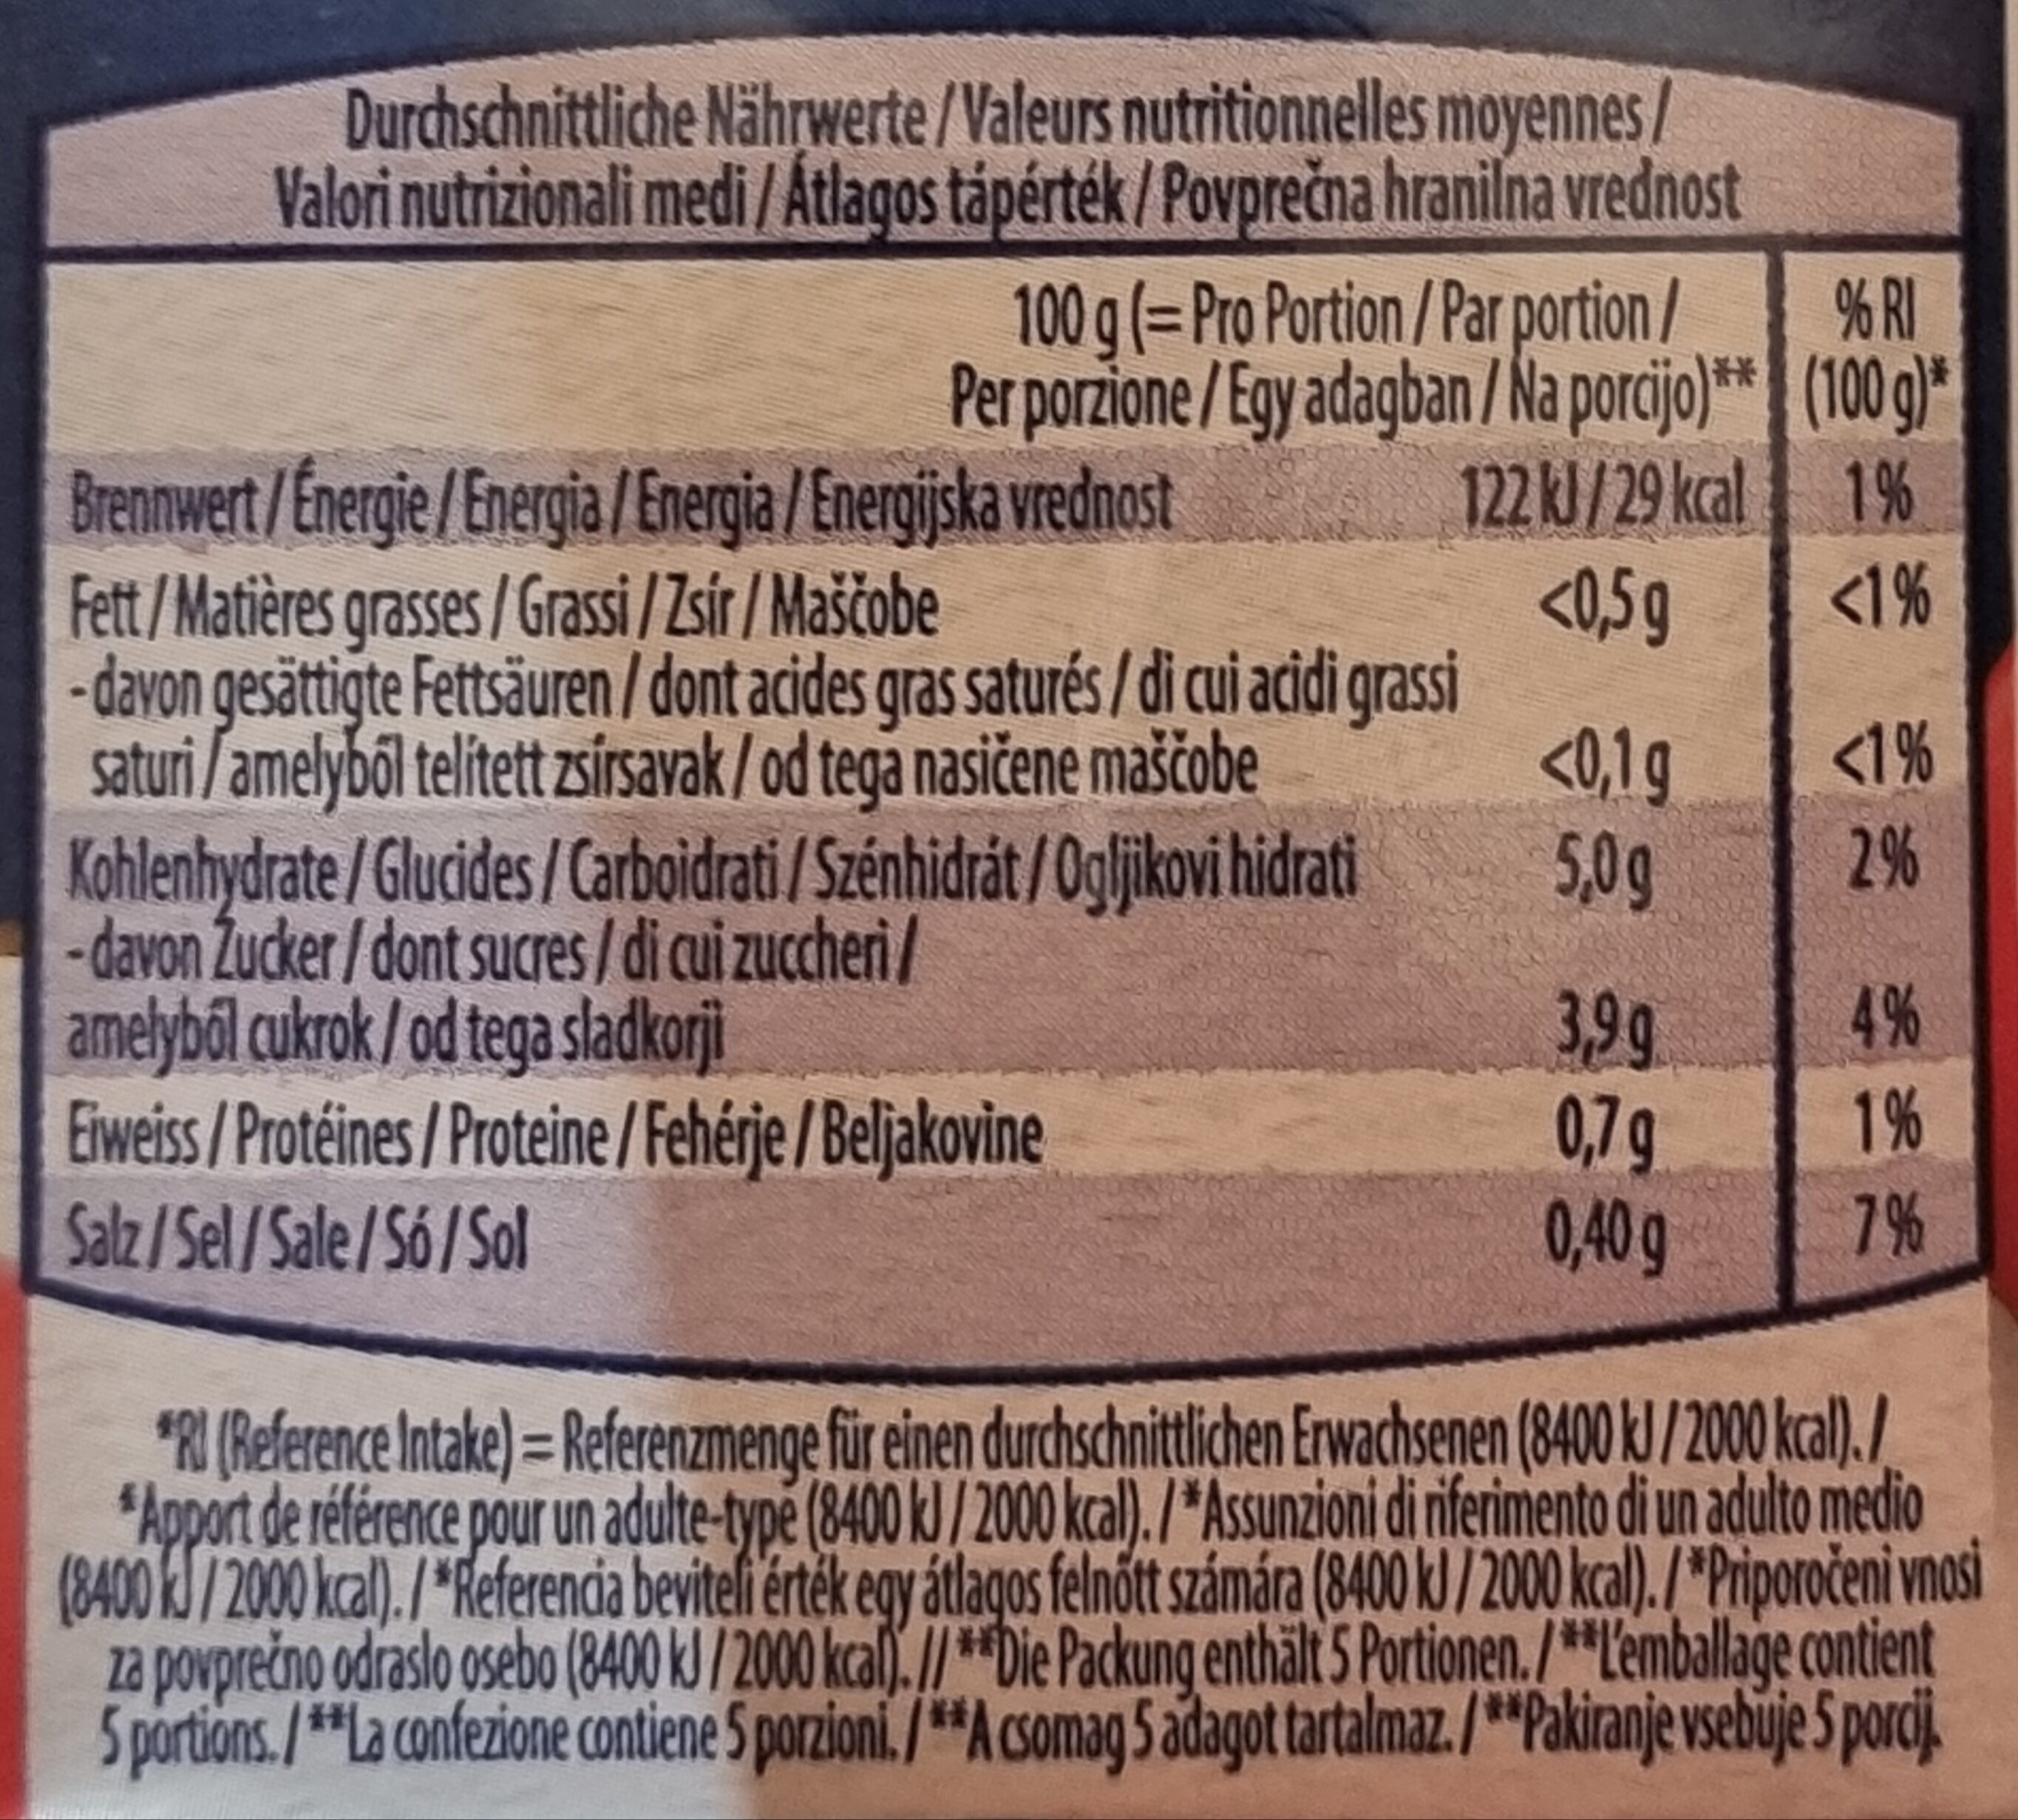 Durchschnittliche Nährwerte / Valeurs nutritionnelles moyennes /
Valori nutrizionali medi / Átlagos tápérték / Povprečna hranilna vrednost
100 g (= Pro Portion / Par portion /
Per porzione / Egy adagban / Na porcijo)**
% RI
(100 g)*
Brennwert / Énergie / Energia / Energia / Energijska vrednost 122 kJ / 29 kcal 1 %
Fett / Matières grasses / Grassi / Zsír / Maščobe <0,5 g <1 %
- davon gesättigte Fettsäuren / dont acides gras saturés / di cui acidi grassi
saturi / amelyből telített zsírsavak / od tega nasičene maščobe <0,1 g <1 %
Kohlenhydrate / Glucides / Carboidrati / Szénhidrát / Ogljikovi hidrati 5,0 g 2 %
- davon Zucker / dont sucres / di cui zuccheri /
amelyből cukrok / od tega sladkorji 3,9 g 4 %
Eiweiss / Protéines / Proteine / Fehérje / Beljakovine 0,7 g 1 %
Salz / Sel / Sale / Só / Sol 0,40 g 7 %
*RI (Reference Intake) = Referenzmenge für einen durchschnittlichen Erwachsenen (8400 kJ / 2000 kcal). /
*Apport de référence pour un adulte-type (8400 kJ / 2000 kcal). / *Assunzioni di riferimento di un adulto medio
(8400 kJ / 2000 kcal). / *Referencia beviteli érték egy átlagos felnőtt számára (8400 kJ / 2000 kcal). / *Priporočeni vnosi
za povprečno odraslo osebo (8400 kJ / 2000 kcal). // **Die Packung enthält 5 Portionen. / **L'emballage contient
5 portions. / **La confezione contiene 5 porzioni. / **A csomag 5 adagot tartalmaz. / **Pakiranje vsebuje 5 porcij.